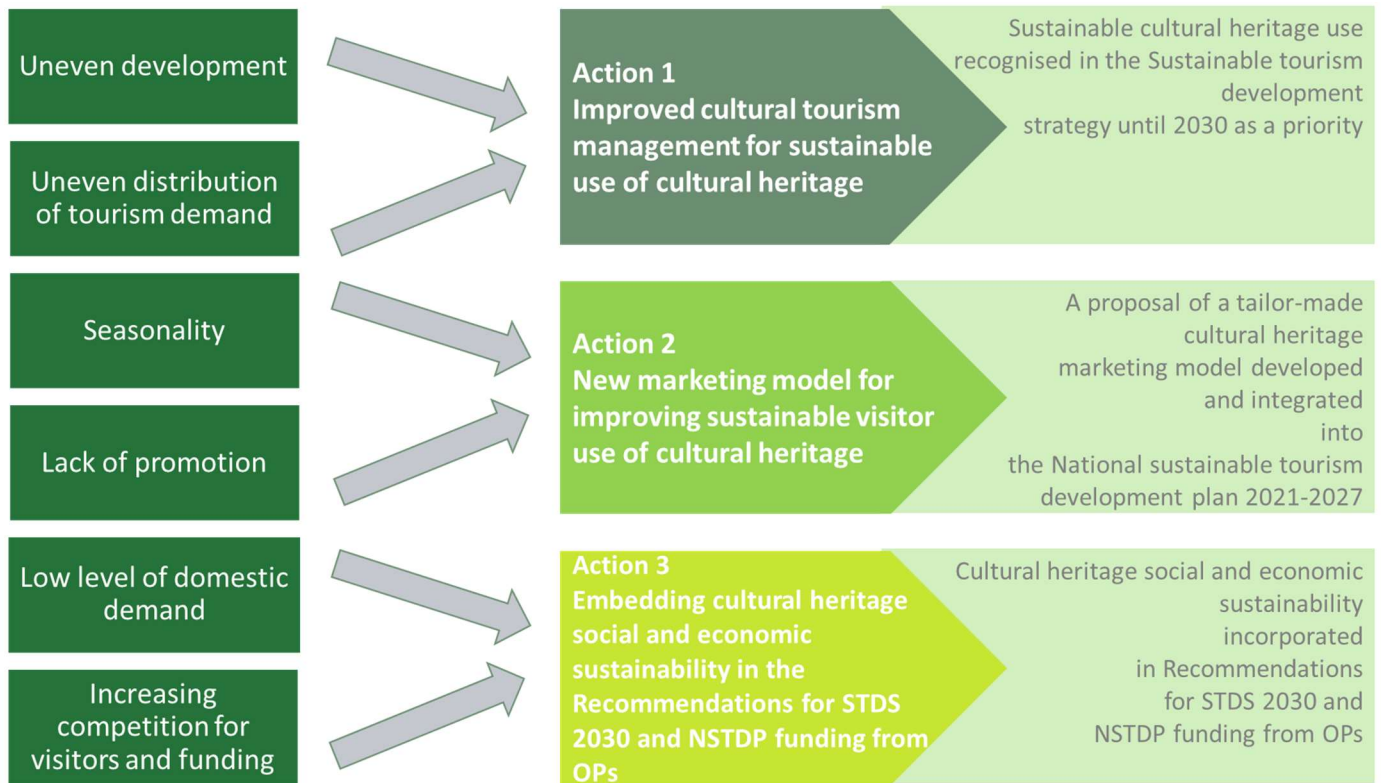 Uneven development
Uneven distribution
of tourism demand
Seasonality
Lack of promotion
Low level of domestic
demand
Increasing
competition for
visitors and funding
Action 1
Improved cultural tourism
management for sustainable
use of cultural heritage
Sustainable cultural heritage use
recognised in the Sustainable tourism
development
strategy until 2030 as a priority
Action 2
New marketing model for
improving sustainable visitor
use of cultural heritage
A proposal of a tailor-made
cultural heritage
marketing model developed
and integrated
into
the National sustainable tourism
development plan 2021-2027
Action 3
Embedding cultural heritage
social and economic
sustainability in the
Recommendations for STDS
2030 and NSTDP funding from
OPs
Cultural heritage social and economic
sustainability
incorporated
in Recommendations
for STDS 2030 and
NSTDP funding from OPs